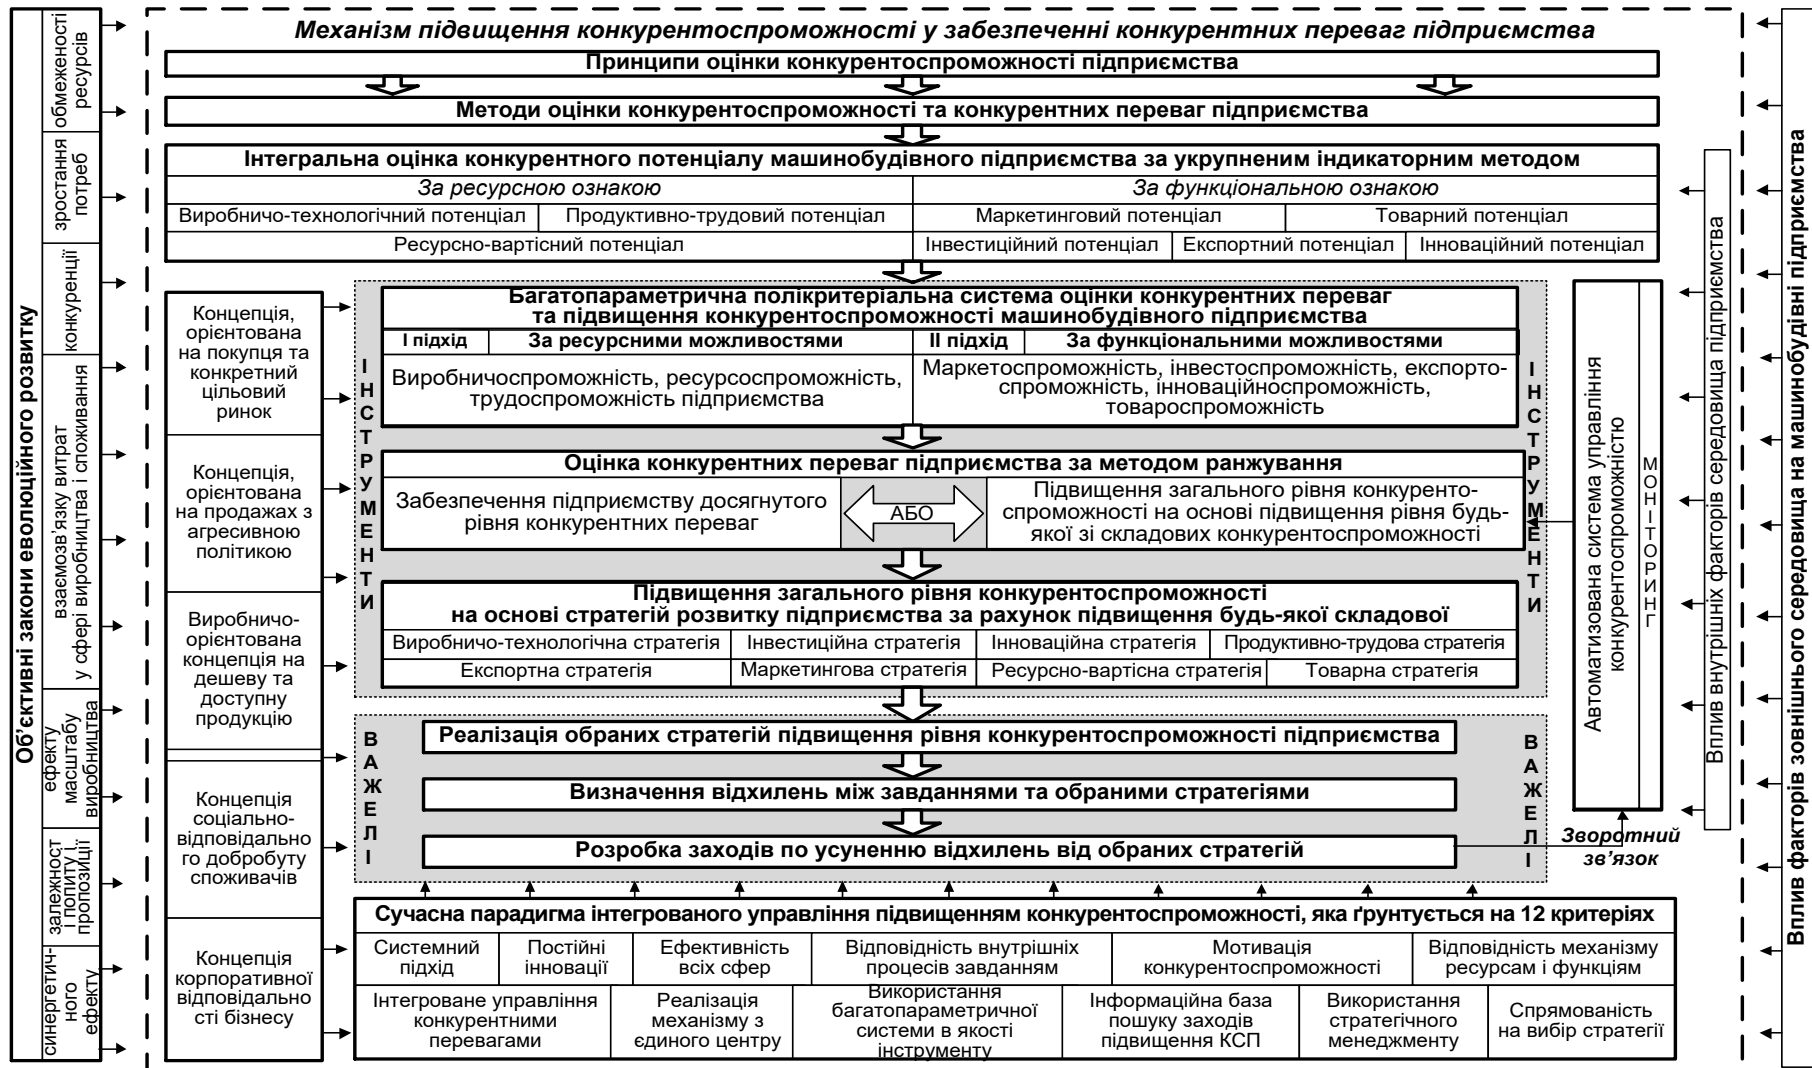 Механізм підвищення конкурентоспроможності у забезпеченні конкурентних переваг підприємства
Принципи оцінки конкурентоспроможності підприємства
Методи оцінки конкурентоспроможності та конкурентних переваг підприємства
Інтегральна оцінка конкурентного потенціалу машинобудівного підприємства за укрупненим індикаторним методом
За ресурсною ознакою
За функціональною ознакою
Виробничо-технологічний потенціал
Продуктивно-трудовий потенціал
Маркетинговий потенціал
Товарний потенціал
Ресурсно-вартісний потенціал
Інвестиційний потенціал
Експортний потенціал
Інноваційний потенціал
Об'єктивні закони еволюційного розвитку
обмеженості
ресурсів
зростання
потреб
конкуренції
взаємозв'язку витрат
у сфері виробництва і споживання
ефекту
масштабу
виробництва
залежност
і попиту і
пропозиції
синергетич-
ного
ефекту
Концепція,
орієнтована
на покупця та
конкретний
цільовий
ринок
Концепція,
орієнтована
на продажах з
агресивною
політикою
Виробничо-
орієнтована
концепція на
дешеву та
доступну
продукцію
Концепція
соціально-
відповідально
го добробуту
споживачів
Концепція
корпоративної
відповідально
сті бізнесу
ІНСТРУМЕНТИ
Багатопараметрична полікритеріальна система оцінки конкурентних переваг
та підвищення конкурентоспроможності машинобудівного підприємства
І підхід
За ресурсними можливостями
ІІ підхід
За функціональними можливостями
Виробничоспроможність, ресурсоспроможність,
трудоспроможність підприємства
Маркетоспроможність, інвестоспроможність, експорто-
спроможність, інноваційноспроможність,
товароспроможність
Оцінка конкурентних переваг підприємства за методом ранжування
Забезпечення підприємству досягнутого
рівня конкурентних переваг
АБО
Підвищення загального рівня конкуренто-
спроможності на основі підвищення рівня будь-
якої зі складових конкурентоспроможності
Підвищення загального рівня конкурентоспроможності
на основі стратегій розвитку підприємства за рахунок підвищення будь-якої складової
Виробничо-технологічна стратегія
Інвестиційна стратегія
Інноваційна стратегія
Продуктивно-трудова стратегія
Експортна стратегія
Маркетингова стратегія
Ресурсно-вартісна стратегія
Товарна стратегія
ІНСТРУМЕНТИ
ВАЖЕЛІ
Реалізація обраних стратегій підвищення рівня конкурентоспроможності підприємства
Визначення відхилень між завданнями та обраними стратегіями
Розробка заходів по усуненню відхилень від обраних стратегій
ВАЖЕЛІ
Автоматизована система управління
конкурентоспроможністю
МОНІТОРИНГ
Зворотний
зв'язок
Вплив внутрішніх факторів середовища підприємства
Вплив факторів зовнішнього середовища на машинобудівні підприємства
Сучасна парадигма інтегрованого управління підвищенням конкурентоспроможності, яка ґрунтується на 12 критеріях
Системний
підхід
Постійні
інновації
Ефективність
всіх сфер
Відповідність внутрішніх
процесів завданням
Мотивація
конкурентоспроможності
Відповідність механізму
ресурсам і функціям
Інтегроване управління
конкурентними
перевагами
Реалізація
механізму з
єдиного центру
Використання
багатопараметричної
системи в якості
інструменту
Інформаційна база
пошуку заходів
підвищення КСП
Використання
стратегічного
менеджменту
Спрямованість
на вибір стратегії